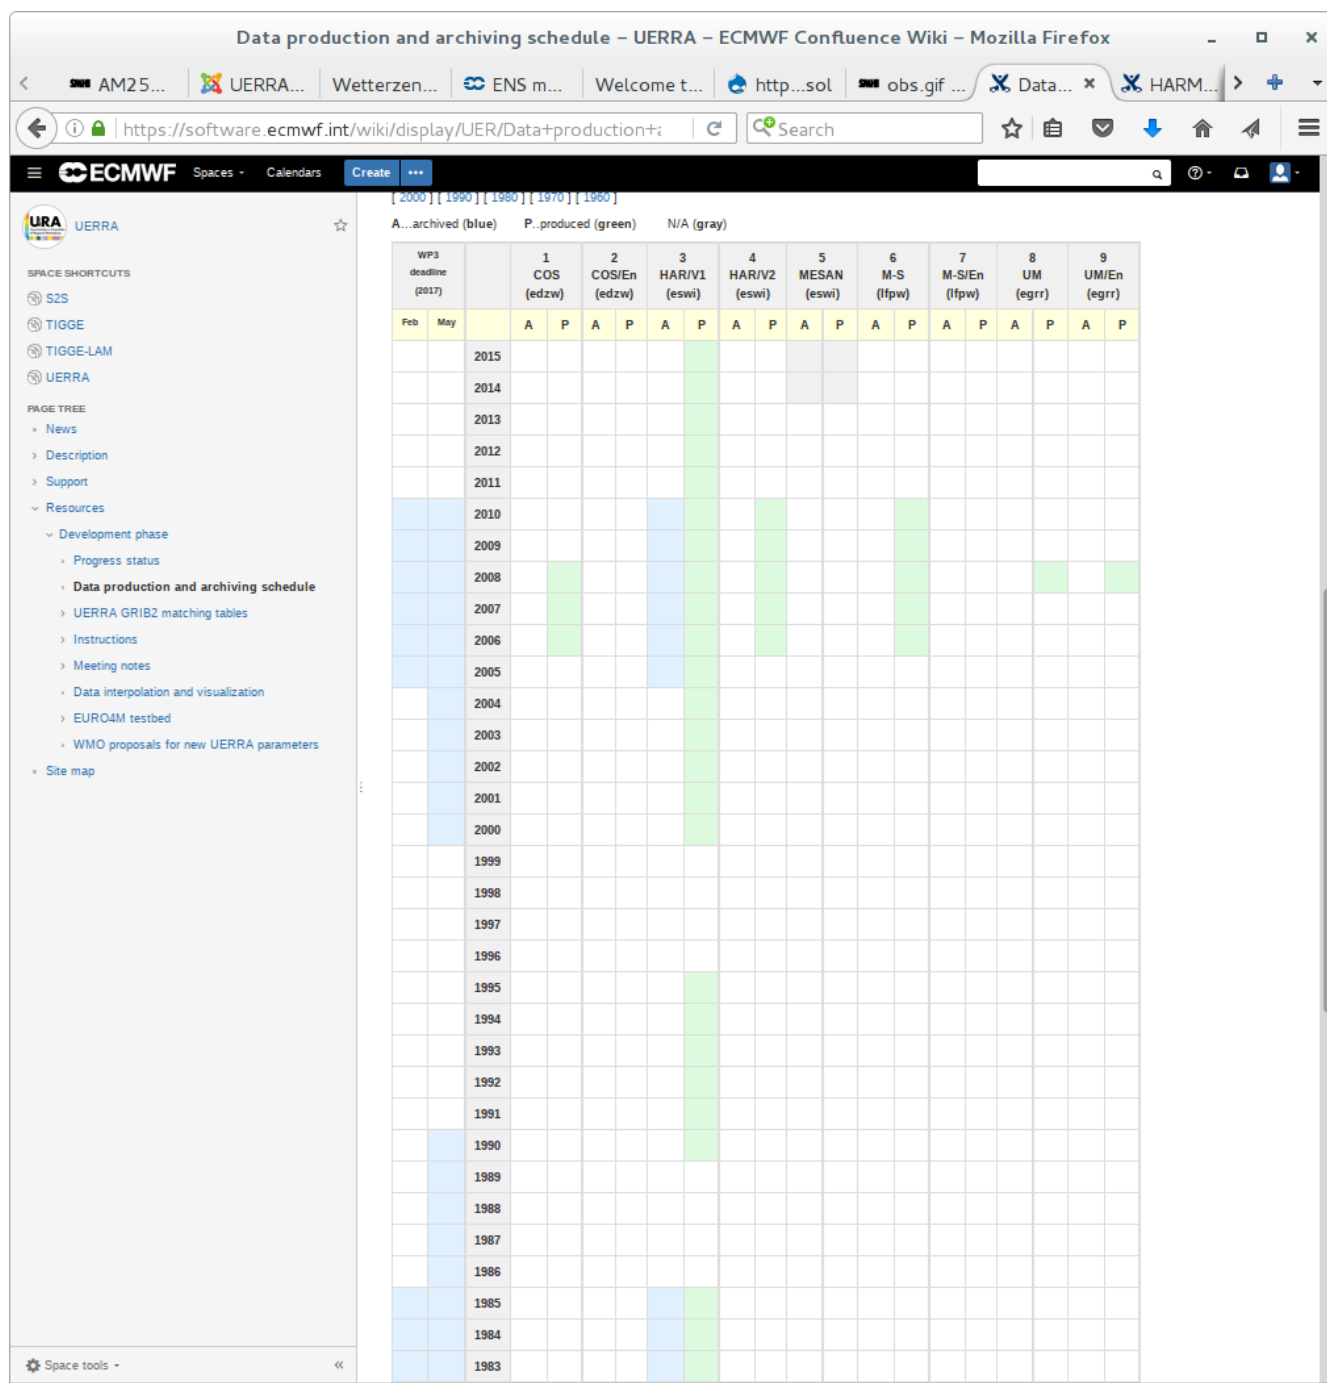 Data production and archiving schedule – UERRA – ECMWF Confluence Wiki – Mozilla Firefox
SMHI AM25... UERRA... Wetterzen... ENS m... Welcome t... http...sol SMHI obs.gif ... Data... HARM...
https://software.ecmwf.int/wiki/display/UER/Data+production+a Search
ECMWF Spaces Calendars Create ...
URA UERRA
SPACE SHORTCUTS
S2S
TIGGE
TIGGE-LAM
UERRA
PAGE TREE
News
Description
Support
Resources
Development phase
Progress status
Data production and archiving schedule
UERRA GRIB2 matching tables
Instructions
Meeting notes
Data interpolation and visualization
EURO4M testbed
WMO proposals for new UERRA parameters
Site map
Space tools
[ 2000 ] [ 1990 ] [ 1980 ] [ 1970 ] [ 1960 ]
A...archived (blue) P..produced (green) N/A (gray)
WP3 1 2 3 4 5 6 7 8 9
deadline COS COS/En HAR/V1 HAR/V2 MESAN M-S M-S/En UM UM/En
(2017) (edzw) (edzw) (eswi) (eswi) (eswi) (lfpw) (lfpw) (egrr) (egrr)
Feb May A P A P A P A P A P A P A P A P A P
2015
2014
2013
2012
2011
2010
2009
2008
2007
2006
2005
2004
2003
2002
2001
2000
1999
1998
1997
1996
1995
1994
1993
1992
1991
1990
1989
1988
1987
1986
1985
1984
1983